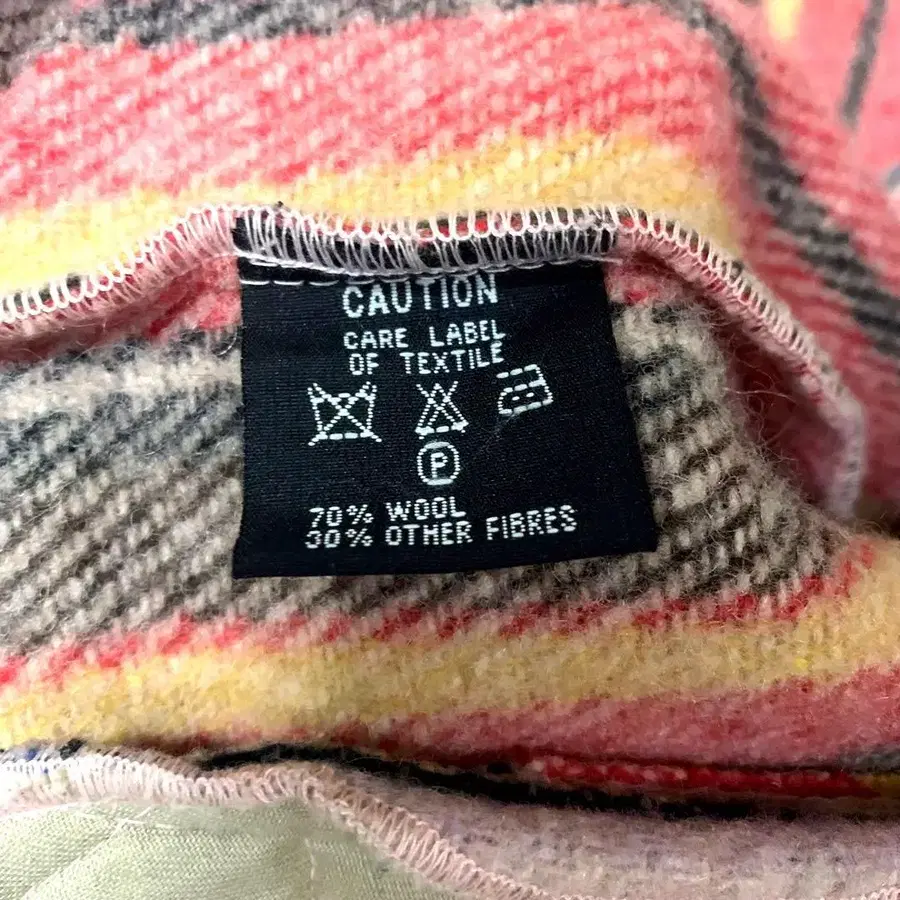 CAUTION
CARE LABEL
OF TEXTILE
P
70% WOOL
30% OTHER FIBRES